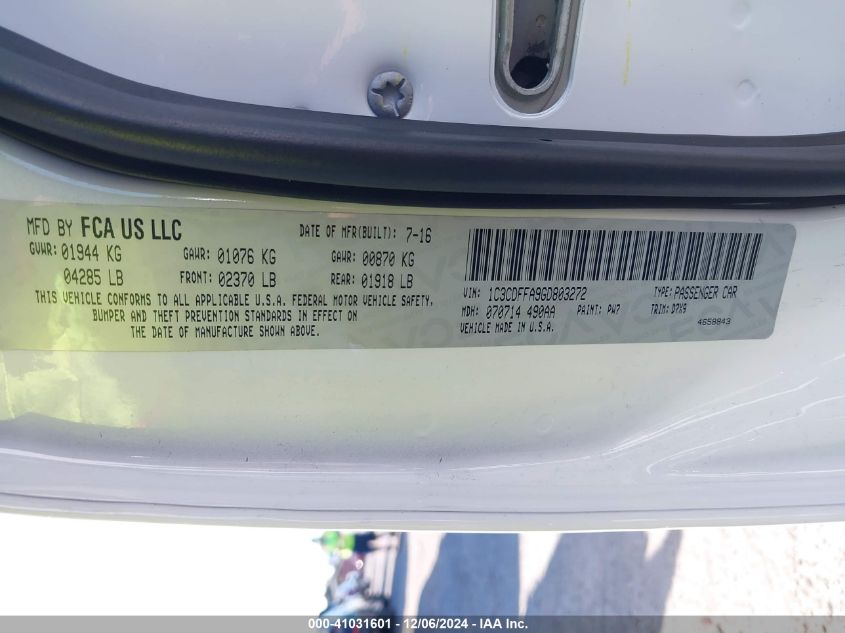 MFD BY FCA US LLC
DATE OF MFR(BUILT): 7-16
GVWR: 01944 KG GAWR: 01076 KG GAWR: 00870 KG
04285 LB FRONT: 02370 LB REAR: 01918 LB
THIS VEHICLE CONFORMS TO ALL APPLICABLE U.S.A. FEDERAL MOTOR VEHICLE SAFETY,
BUMPER AND THEFT PREVENTION STANDARDS IN EFFECT ON
THE DATE OF MANUFACTURE SHOWN ABOVE.
VIN: 1C3CDFFA9GD803272 TYPE: PASSENGER CAR
MDH: 070714 490AA PAINT: PW7 TRIM: D7X9
VEHICLE MADE IN U.S.A. 4658843
000-41031601 - 12/06/2024 - IAA Inc.